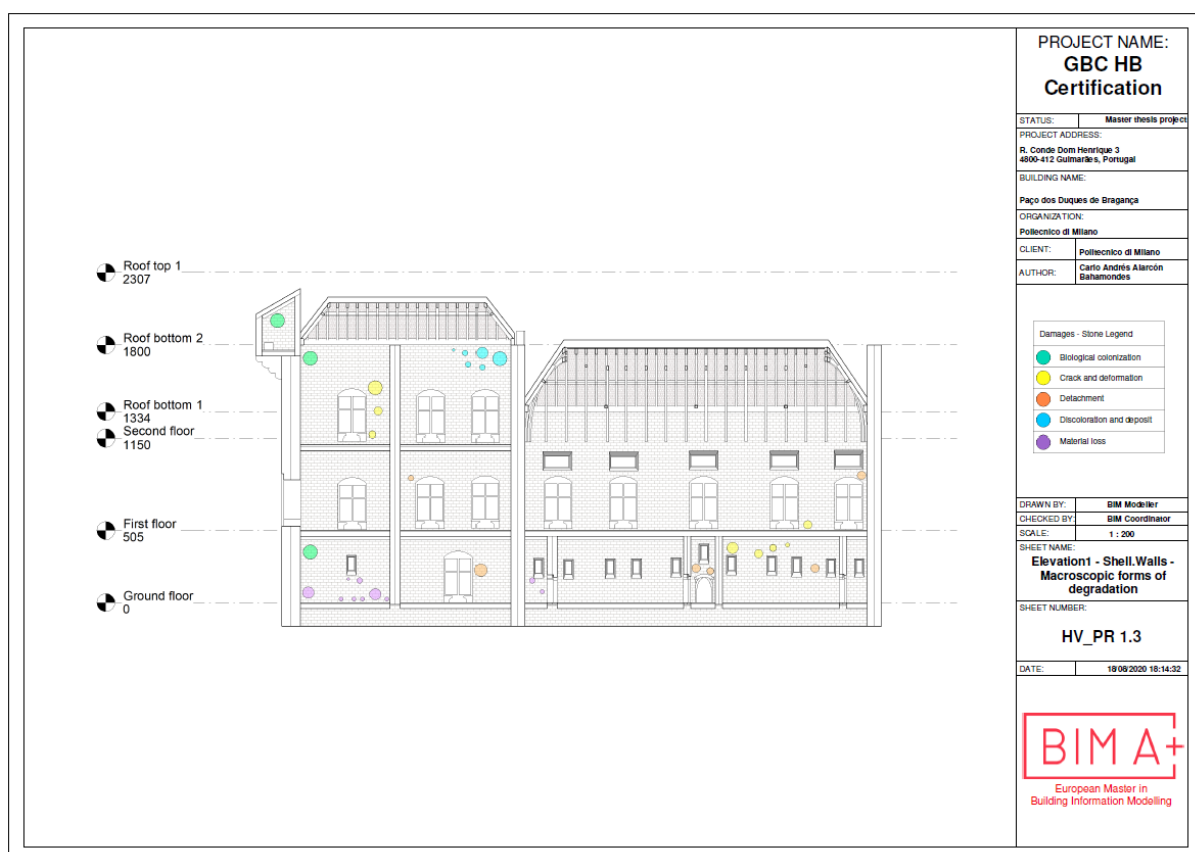 PROJECT NAME:
GBC HB
Certification
STATUS: Master thesis project
PROJECT ADDRESS:
R. Conde Dom Henrique 3
4800-412 Guimarães, Portugal
BUILDING NAME:
Paço dos Duques de Bragança
ORGANIZATION:
Politecnico di Milano
CLIENT: Politecnico di Milano
AUTHOR: Carlo Andrés Alarcón
Bahamondes
Roof top 1
2307
Roof bottom 2
1800
Roof bottom 1
1334
Second floor
1150
First floor
505
Ground floor
0
Damages - Stone Legend
Biological colonization
Crack and deformation
Detachment
Discoloration and deposit
Material loss
DRAWN BY: BIM Modeller
CHECKED BY: BIM Coordinator
SCALE: 1 : 200
SHEET NAME:
Elevation1 - Shell.Walls -
Macroscopic forms of
degradation
SHEET NUMBER:
HV_PR 1.3
DATE: 18/08/2020 18:14:32
BIM A+
European Master in
Building Information Modelling